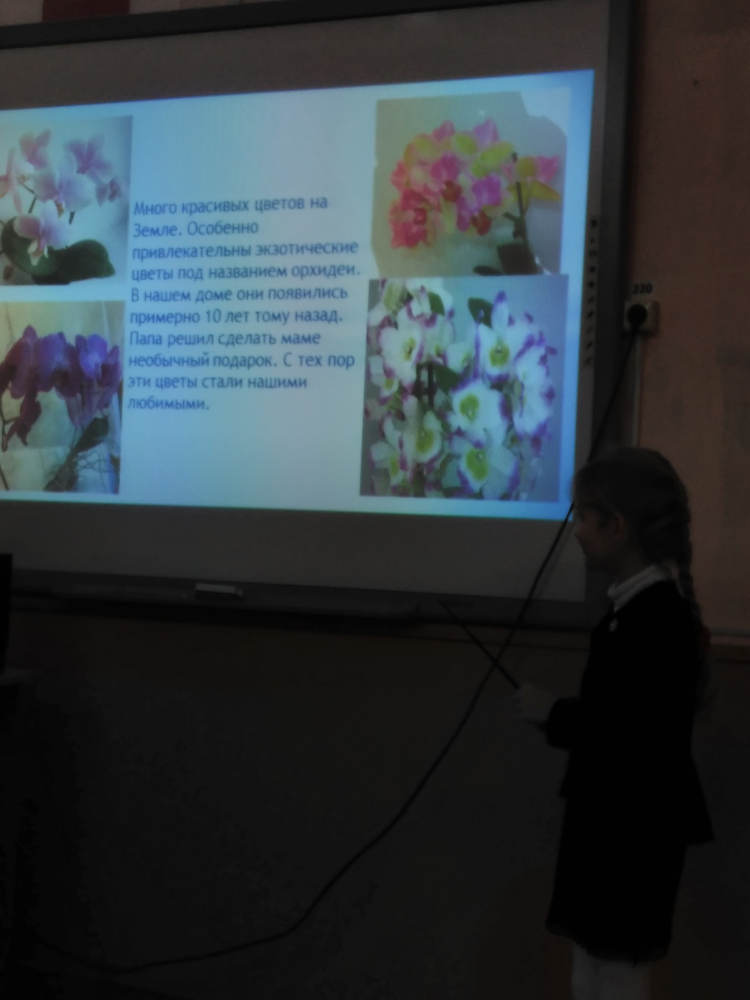 Много красивых цветов на
Земле. Особенно
привлекательны экзотические
цветы под названием орхидеи.
В нашем доме они появились
примерно 10 лет тому назад.
Папа решил сделать маме
необычный подарок. С тех пор
эти цветы стали нашими
любимыми.
220